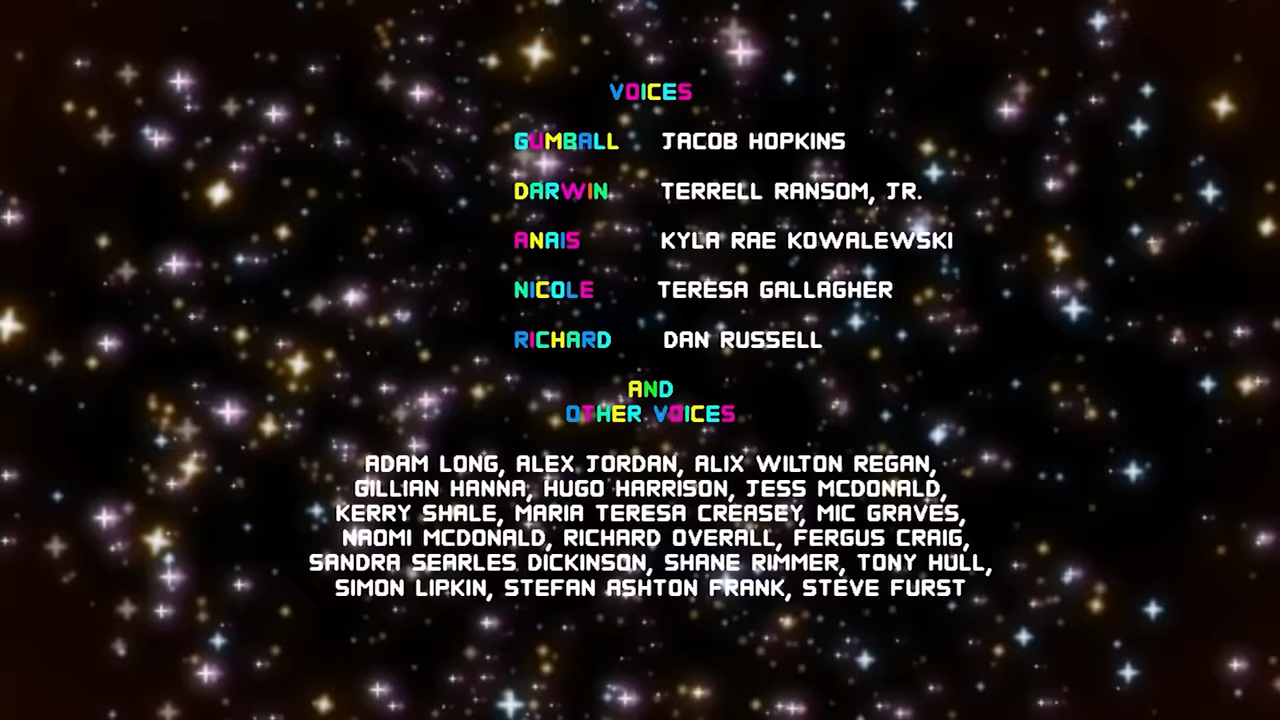 VOICES
GUMBALL JACOB HOPKINS
DARWIN TERRELL RANSOM, JR.
ANAIS KYLA RAE KOWALEWSKI
NICOLE TERESA GALLAGHER
RICHARD DAN RUSSELL
AND
OTHER VOICES
ADAM LONG, ALEX JORDAN, ALIX WILTON REGAN,
GILLIAN HANNA, HUGO HARRISON, JESS MCDONALD,
KERRY SHALE, MARIA TERESA CREASEY, MIC GRAVES,
NAOMI MCDONALD, RICHARD OVERALL, FERGUS CRAIG,
SANDRA SEARLES DICKINSON, SHANE RIMMER, TONY HULL,
SIMON LIPKIN, STEFAN ASHTON FRANK, STEVE FURST